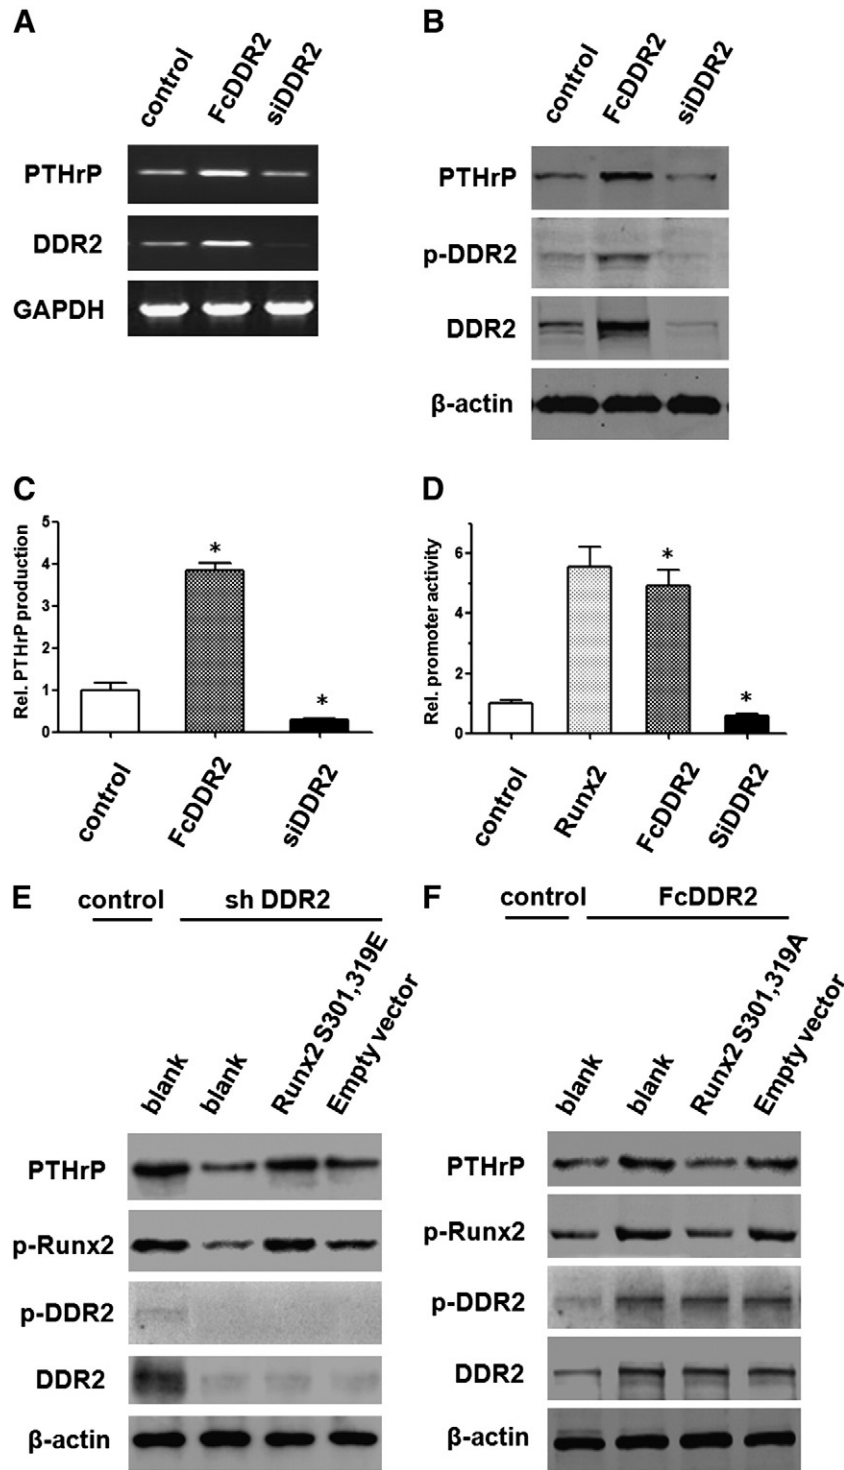 A
control
FcDDR2
siDDR2
PTHrP
DDR2
GAPDH
B
control
FcDDR2
siDDR2
PTHrP
p-DDR2
DDR2
β-actin
C
Rel. PTHrP production
5
4
3
2
1
0
*
*
control
FcDDR2
siDDR2
D
Rel. promoter activity
6
4
2
0
*
*
control
Runx2
FcDDR2
SiDDR2
E
control
sh DDR2
blank
blank
Runx2 S301,319E
Empty vector
PTHrP
p-Runx2
p-DDR2
DDR2
β-actin
F
control
FcDDR2
blank
blank
Runx2 S301,319A
Empty vector
PTHrP
p-Runx2
p-DDR2
DDR2
β-actin